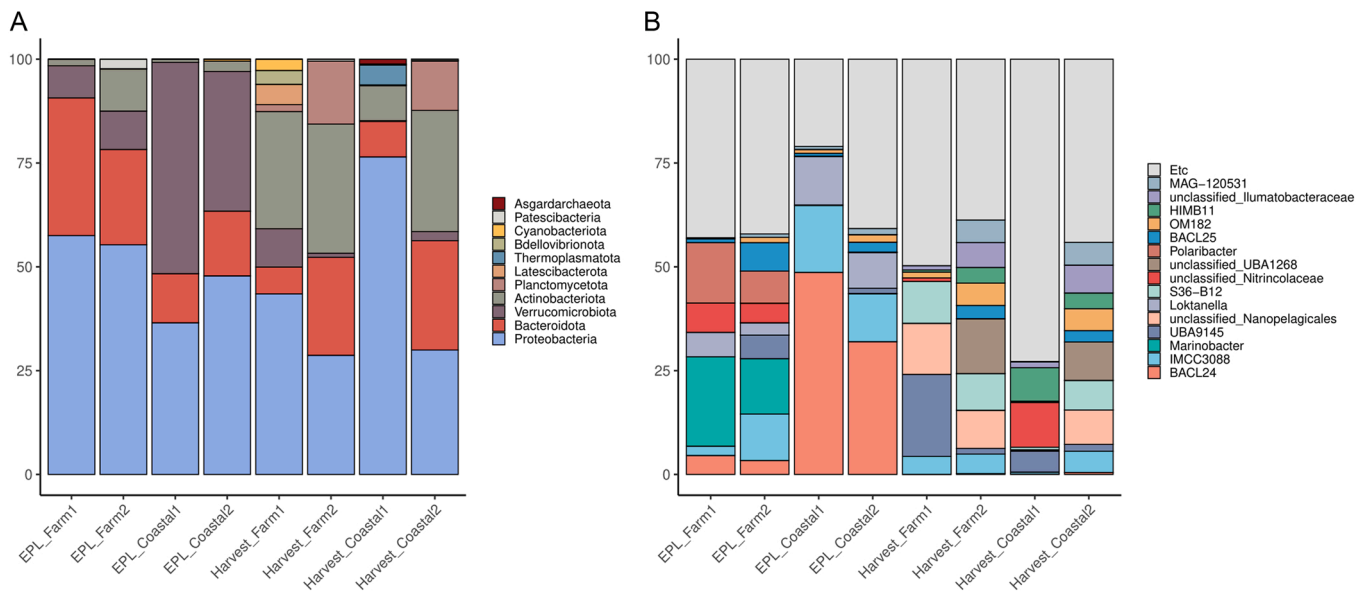 A
100
75
50
25
0
EPL_Farm1
EPL_Farm2
EPL_Coastal1
EPL_Coastal2
Harvest_Farm1
Harvest_Farm2
Harvest_Coastal1
Harvest_Coastal2
Asgardarchaeota
Patescibacteria
Cyanobacteriota
Bdellovibrionota
Thermoplasmatota
Latescibacterota
Planctomycetota
Actinobacteriota
Verrucomicrobiota
Bacteroidota
Proteobacteria
B
100
75
50
25
0
EPL_Farm1
EPL_Farm2
EPL_Coastal1
EPL_Coastal2
Harvest_Farm1
Harvest_Farm2
Harvest_Coastal1
Harvest_Coastal2
Etc
MAG−120531
unclassified_Ilumatobacteraceae
HIMB11
OM182
BACL25
Polaribacter
unclassified_UBA1268
unclassified_Nitrincolaceae
S36−B12
Loktanella
unclassified_Nanopelagicales
UBA9145
Marinobacter
IMCC3088
BACL24